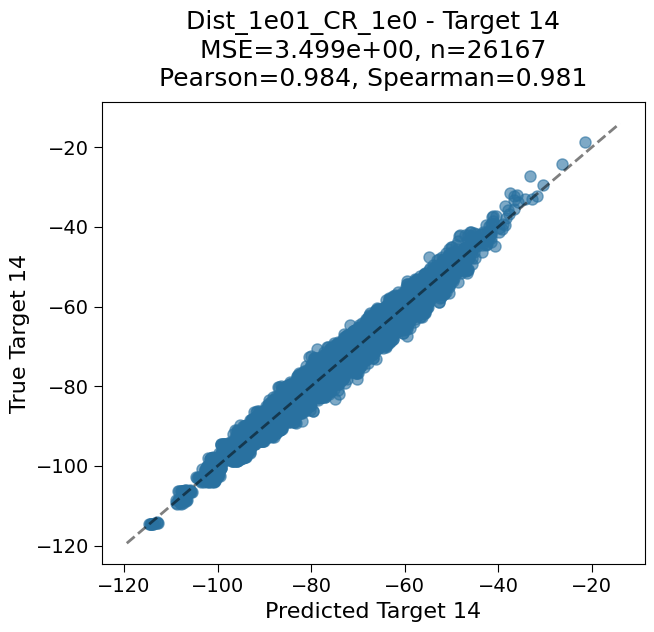 Dist_1e01_CR_1e0 - Target 14
MSE=3.499e+00, n=26167
Pearson=0.984, Spearman=0.981
True Target 14
−20
−40
−60
−80
−100
−120
−120 −100 −80 −60 −40 −20
Predicted Target 14